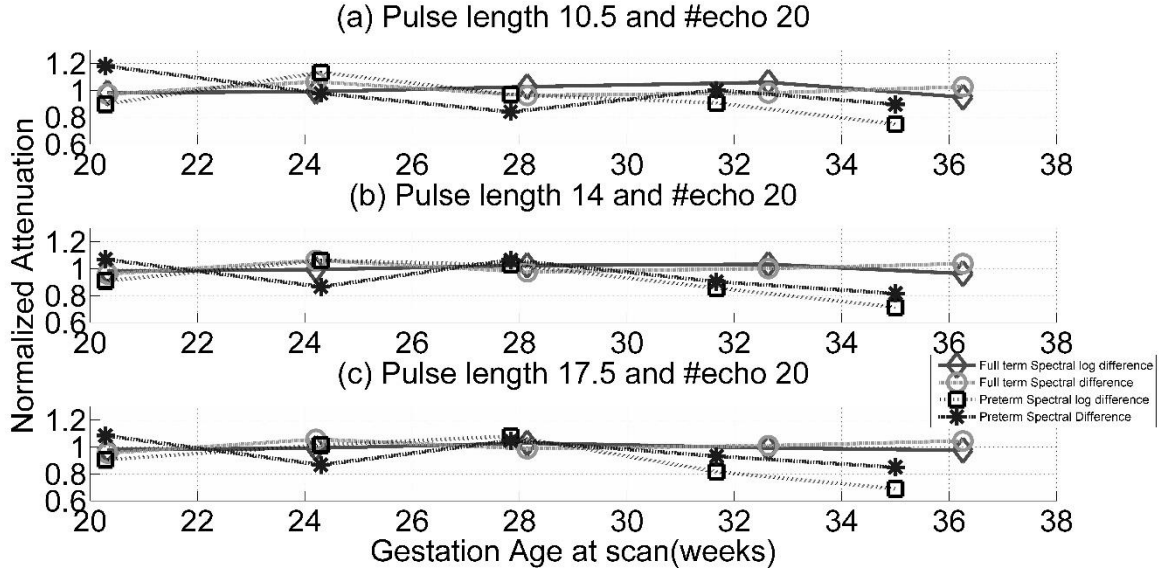 (a) Pulse length 10.5 and #echo 20
1.2
1
0.8
0.6
20 22 24 26 28 30 32 34 36 38
(b) Pulse length 14 and #echo 20
Normalized Attenuation
1.2
1
0.8
0.6
20 22 24 26 28 30 32 34 36 38
(c) Pulse length 17.5 and #echo 20
Full term Spectral log difference
Full term Spectral difference
Preterm Spectral log difference
Preterm Spectral Difference
1.2
1
0.8
0.6
20 22 24 26 28 30 32 34 36 38
Gestation Age at scan(weeks)